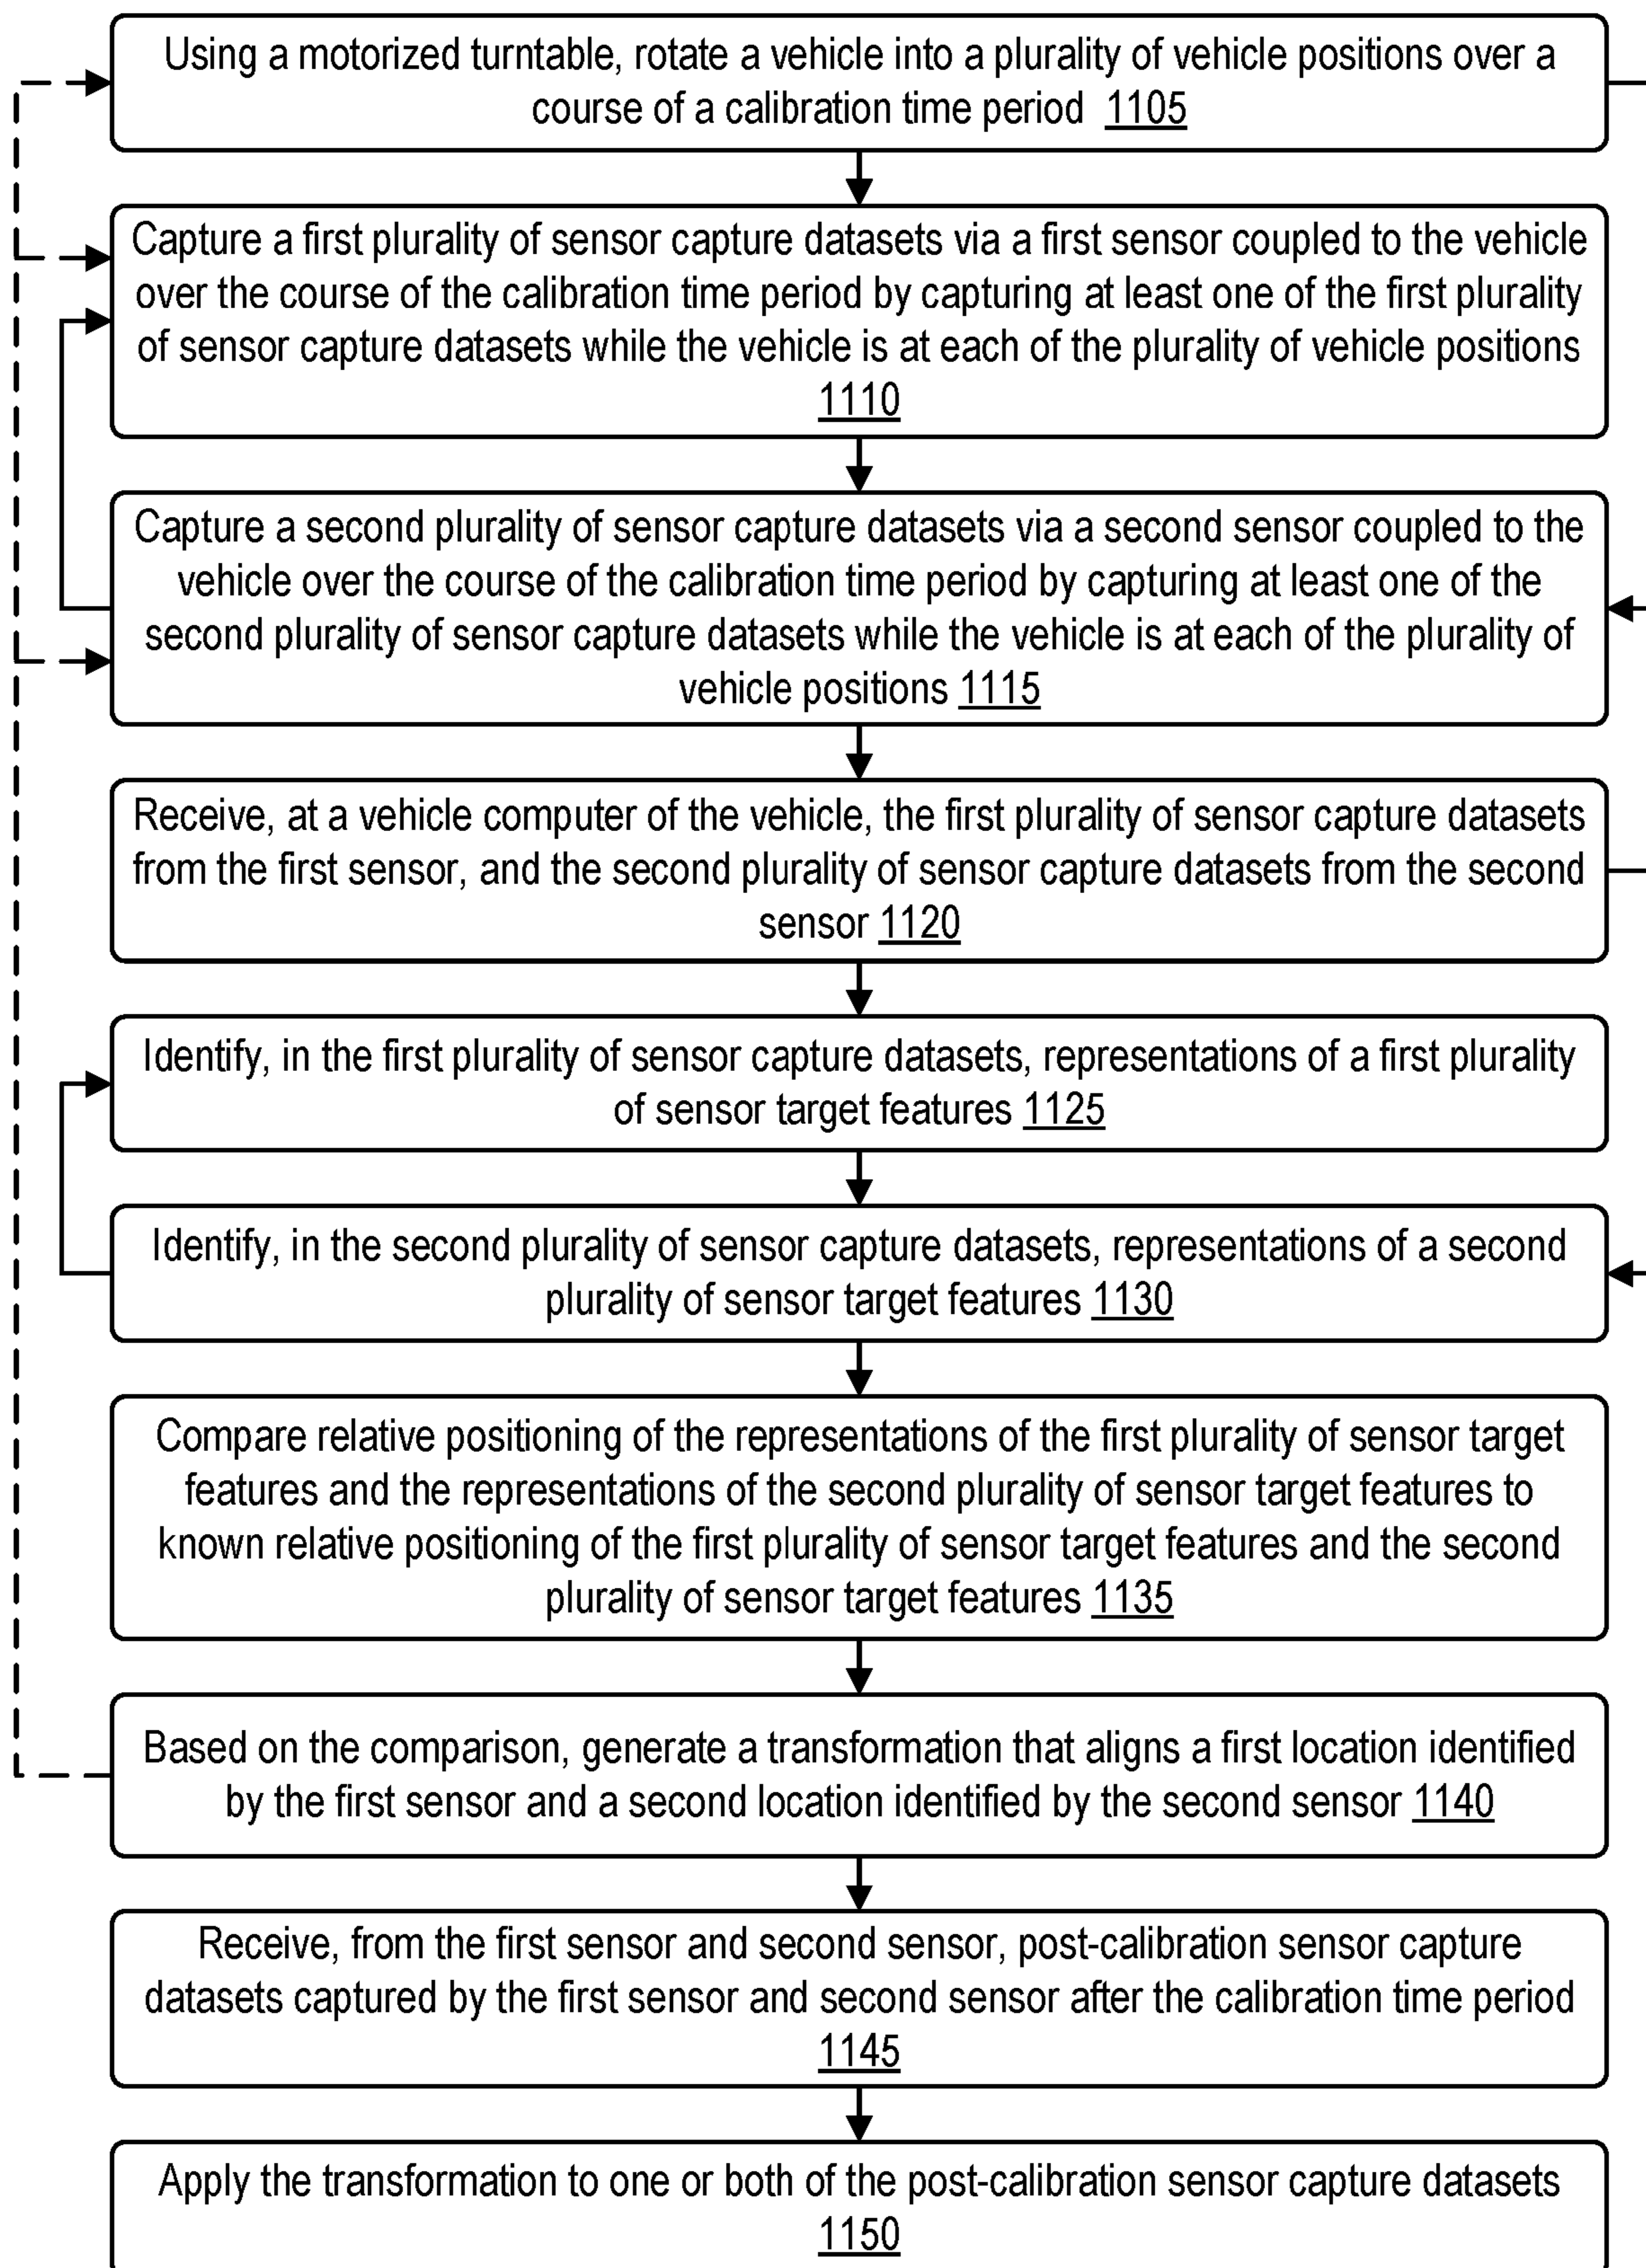 Using a motorized turntable, rotate a vehicle into a plurality of vehicle positions over a
course of a calibration time period 1105
Capture a first plurality of sensor capture datasets via a first sensor coupled to the vehicle
over the course of the calibration time period by capturing at least one of the first plurality
of sensor capture datasets while the vehicle is at each of the plurality of vehicle positions
1110
Capture a second plurality of sensor capture datasets via a second sensor coupled to the
vehicle over the course of the calibration time period by capturing at least one of the
second plurality of sensor capture datasets while the vehicle is at each of the plurality of
vehicle positions 1115
Receive, at a vehicle computer of the vehicle, the first plurality of sensor capture datasets
from the first sensor, and the second plurality of sensor capture datasets from the second
sensor 1120
Identify, in the first plurality of sensor capture datasets, representations of a first plurality
of sensor target features 1125
Identify, in the second plurality of sensor capture datasets, representations of a second
plurality of sensor target features 1130
Compare relative positioning of the representations of the first plurality of sensor target
features and the representations of the second plurality of sensor target features to
known relative positioning of the first plurality of sensor target features and the second
plurality of sensor target features 1135
Based on the comparison, generate a transformation that aligns a first location identified
by the first sensor and a second location identified by the second sensor 1140
Receive, from the first sensor and second sensor, post-calibration sensor capture
datasets captured by the first sensor and second sensor after the calibration time period
1145
Apply the transformation to one or both of the post-calibration sensor capture datasets
1150